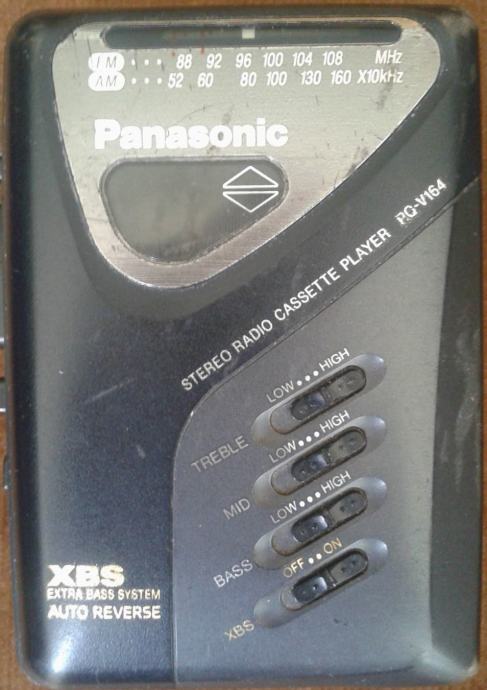 FM • • • 88 92 96 100 104 108 MHz
AM • • • 52 60 80 100 130 160 X10kHz
Panasonic
STEREO RADIO CASSETTE PLAYER RQ-V164
LOW • • • HIGH
TREBLE
LOW • • • HIGH
MID
LOW • • • HIGH
BASS
OFF • • ON
XBS
XBS
EXTRA BASS SYSTEM
AUTO REVERSE